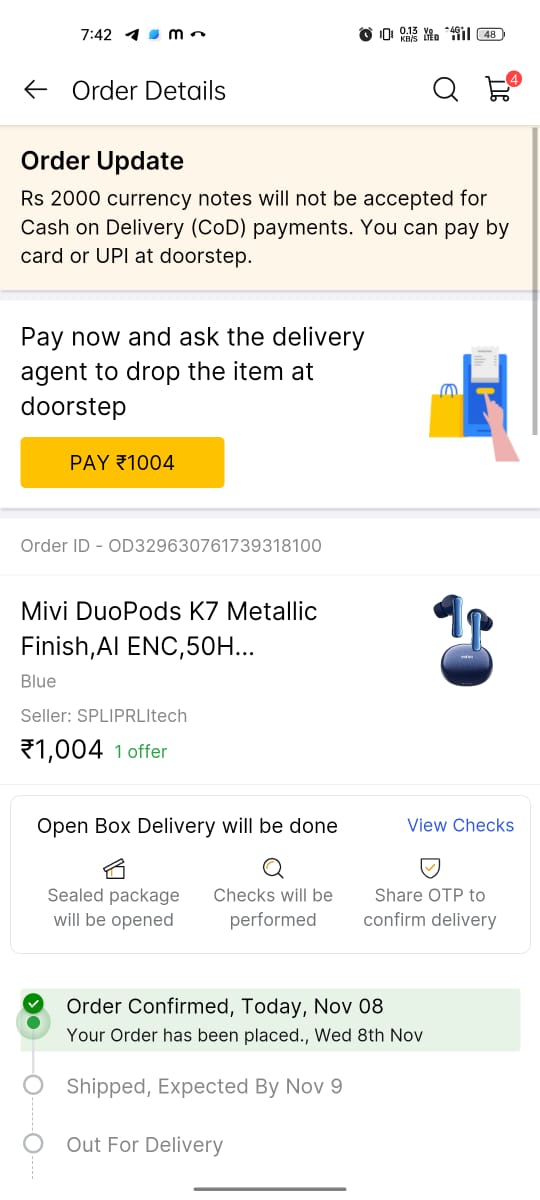 7:42
0.13 KB/S
Vo LTED
4G
48
Order Details
4
Order Update
Rs 2000 currency notes will not be accepted for
Cash on Delivery (CoD) payments. You can pay by
card or UPI at doorstep.
Pay now and ask the delivery
agent to drop the item at
doorstep
PAY ₹1004
Order ID - OD329630761739318100
Mivi DuoPods K7 Metallic
Finish,AI ENC,50H...
Blue
Seller: SPLIPRLItech
₹1,004 1 offer
Open Box Delivery will be done View Checks
Sealed package
will be opened
Checks will be
performed
Share OTP to
confirm delivery
Order Confirmed, Today, Nov 08
Your Order has been placed., Wed 8th Nov
Shipped, Expected By Nov 9
Out For Delivery